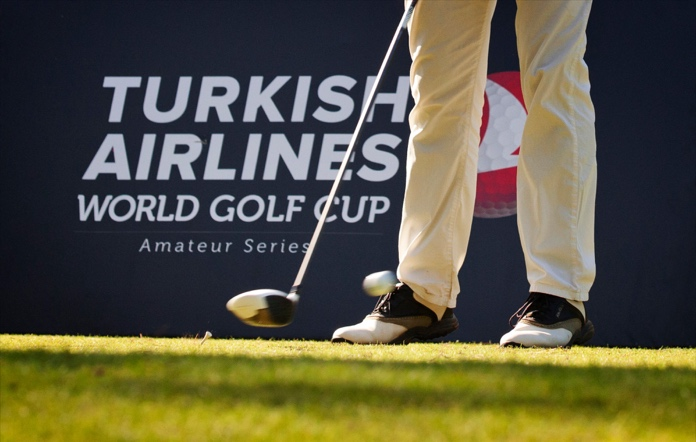 TURKISH
AIRLINES
WORLD GOLF CUP
Amateur Series